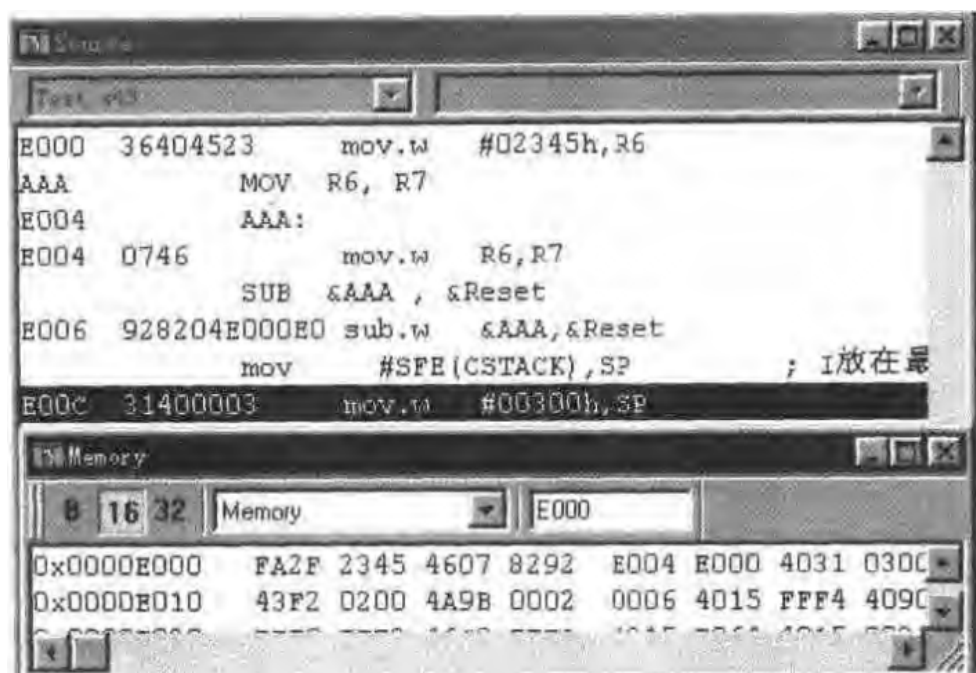 Source
E000 36404523 mov.w #02345h,R6
AAA MOV R6, R7
E004 AAA:
E004 0746 mov.w R6,R7
SUB &AAA , &Reset
E006 928204E000E0 sub.w &AAA,&Reset
mov #SFE(CSTACK),SP ; I放在最
E00C 31400003 mov.w #00300h,SP
Memory
8 16 32 Memory E000
0x0000E000 FA2F 2345 4607 8292 E004 E000 4031 0300
0x0000E010 43F2 0200 4A9B 0002 0006 4015 FFF4 4090